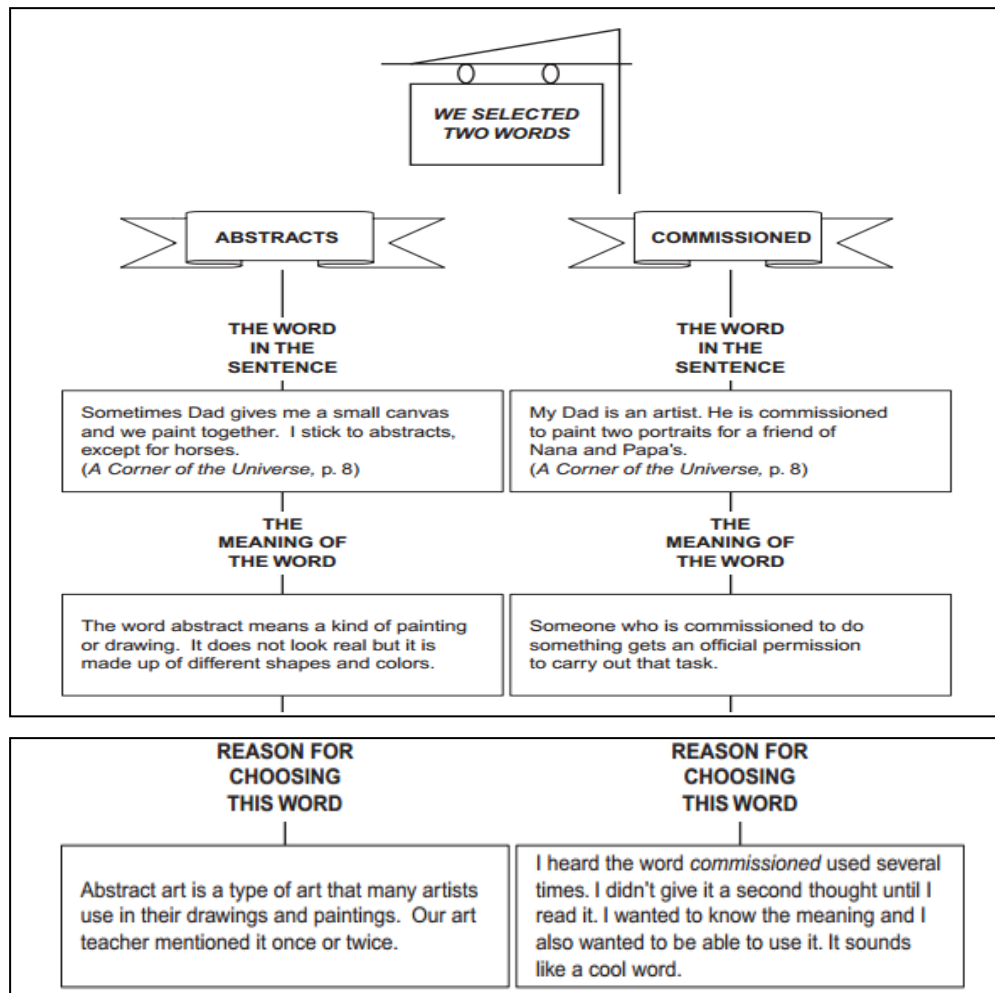 WE SELECTED
TWO WORDS
ABSTRACTS
THE WORD
IN THE
SENTENCE
Sometimes Dad gives me a small canvas
and we paint together.  I stick to abstracts,
except for horses.
(A Corner of the Universe, p. 8)
THE
MEANING OF
THE WORD
The word abstract means a kind of painting
or drawing.  It does not look real but it is
made up of different shapes and colors.
COMMISSIONED
THE WORD
IN THE
SENTENCE
My Dad is an artist. He is commissioned
to paint two portraits for a friend of
Nana and Papa's.
(A Corner of the Universe, p. 8)
THE
MEANING OF
THE WORD
Someone who is commissioned to do
something gets an official permission
to carry out that task.
REASON FOR
CHOOSING
THIS WORD
Abstract art is a type of art that many artists
use in their drawings and paintings.  Our art
teacher mentioned it once or twice.
REASON FOR
CHOOSING
THIS WORD
I heard the word commissioned used several
times. I didn't give it a second thought until I
read it. I wanted to know the meaning and I
also wanted to be able to use it. It sounds
like a cool word.